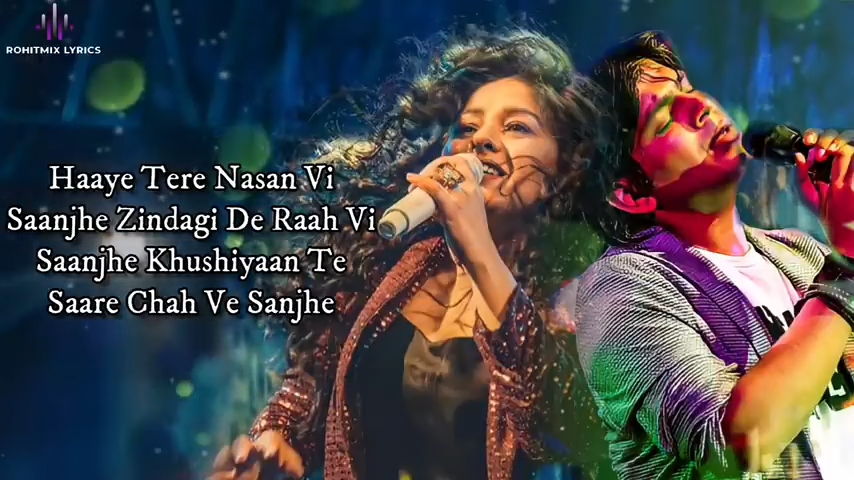 ROHITMIX LYRICS
Haaye Tere Nasan Vi
Saanjhe Zindagi De Raah Vi
Saanjhe Khushiyaan Te
Saare Chah Ve Sanjhe